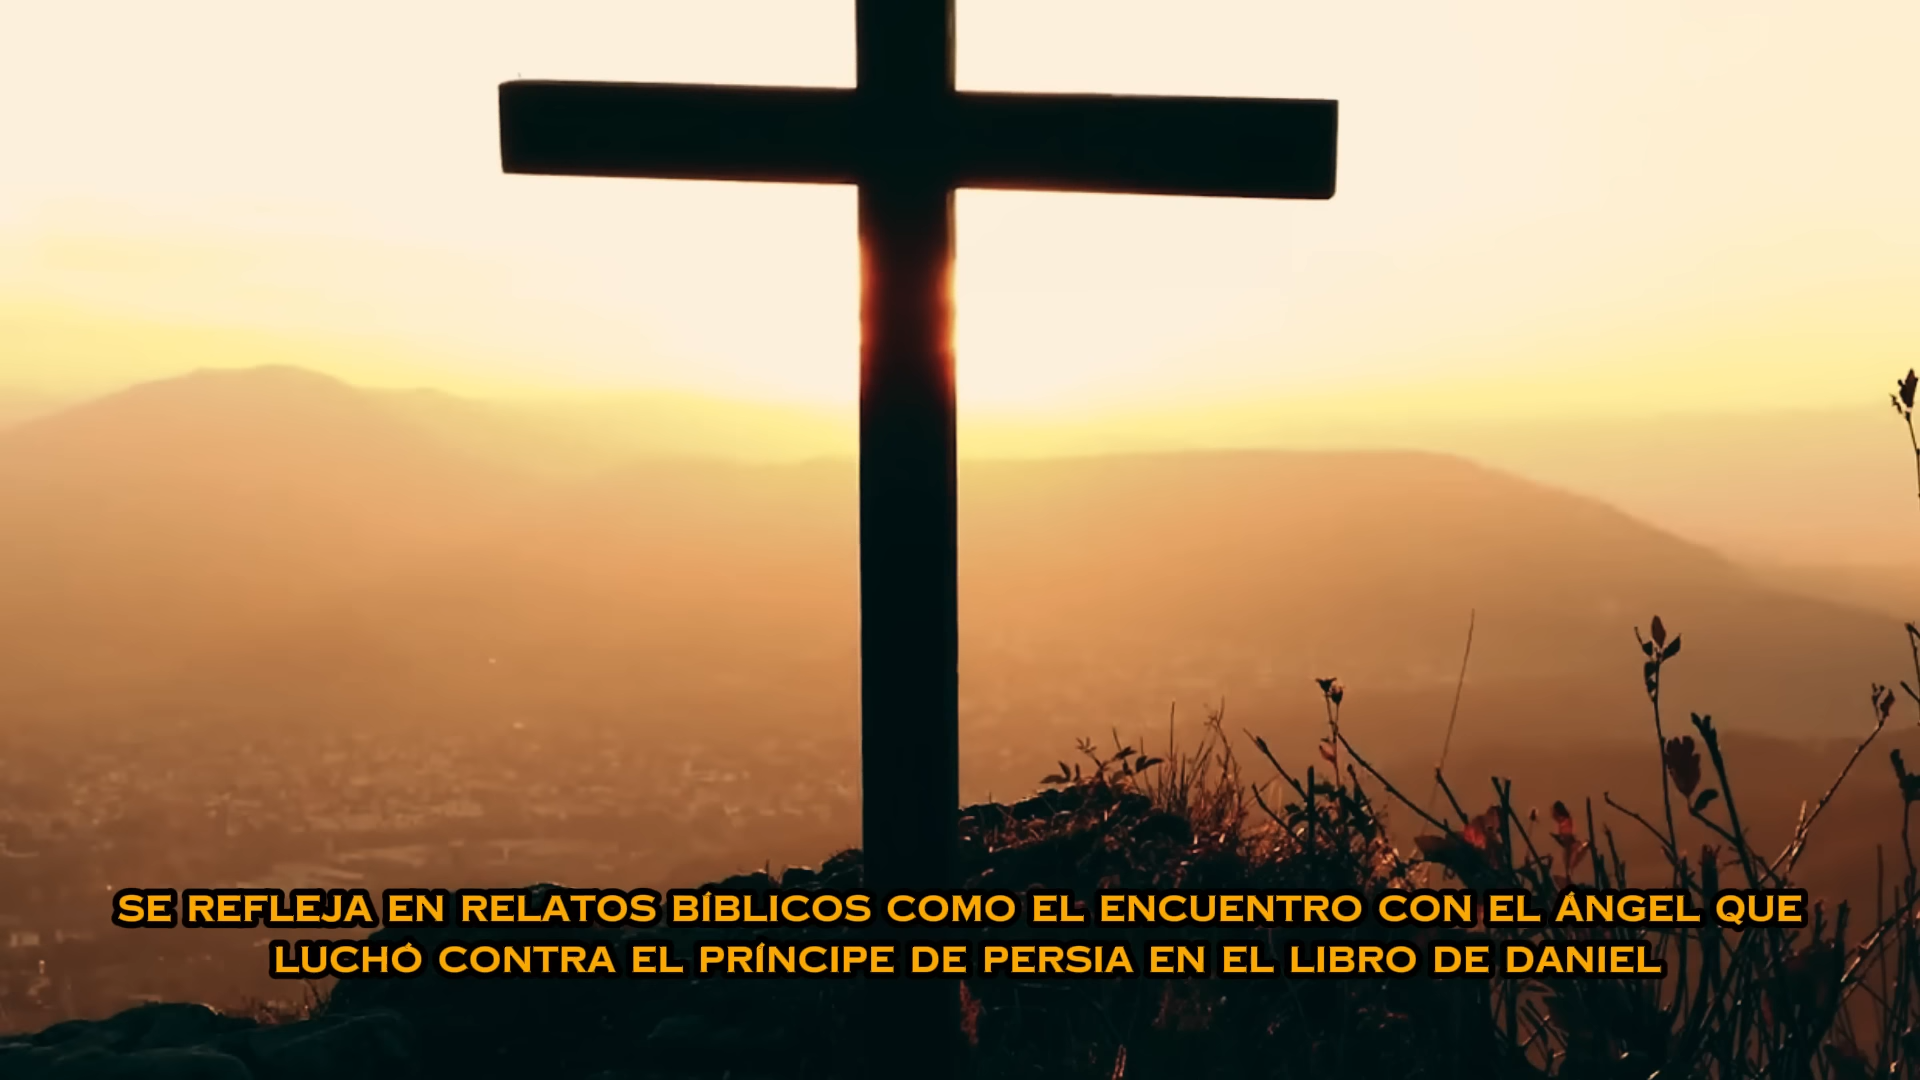 SE REFLEJA EN RELATOS BÍBLICOS COMO EL ENCUENTRO CON EL ÁNGEL QUE
LUCHÓ CONTRA EL PRÍNCIPE DE PERSIA EN EL LIBRO DE DANIEL